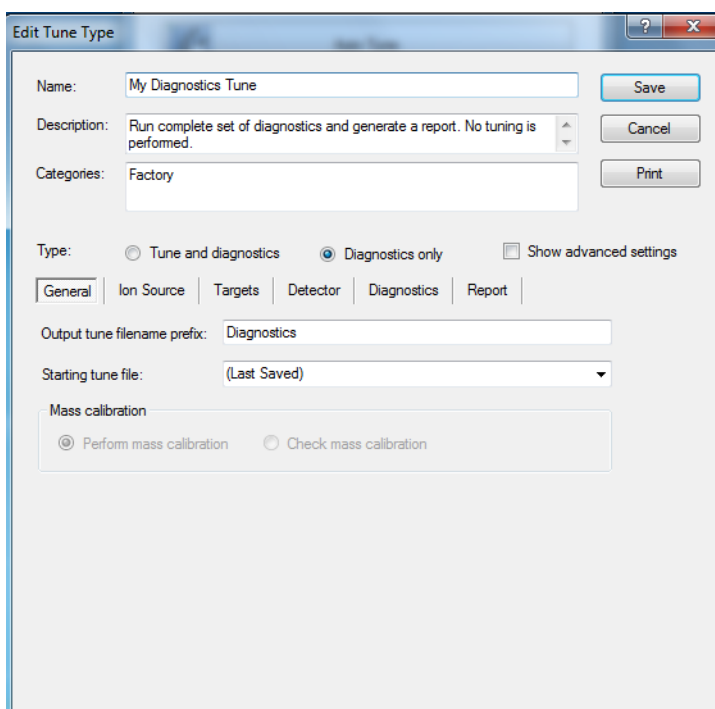 Edit Tune Type
?
X
Name:
My Diagnostics Tune
Save
Description:
Run complete set of diagnostics and generate a report. No tuning is
performed.
Cancel
Categories:
Factory
Print
Type:
Tune and diagnostics
Diagnostics only
Show advanced settings
General
Ion Source
Targets
Detector
Diagnostics
Report
Output tune filename prefix:
Diagnostics
Starting tune file:
(Last Saved)
Mass calibration
Perform mass calibration
Check mass calibration